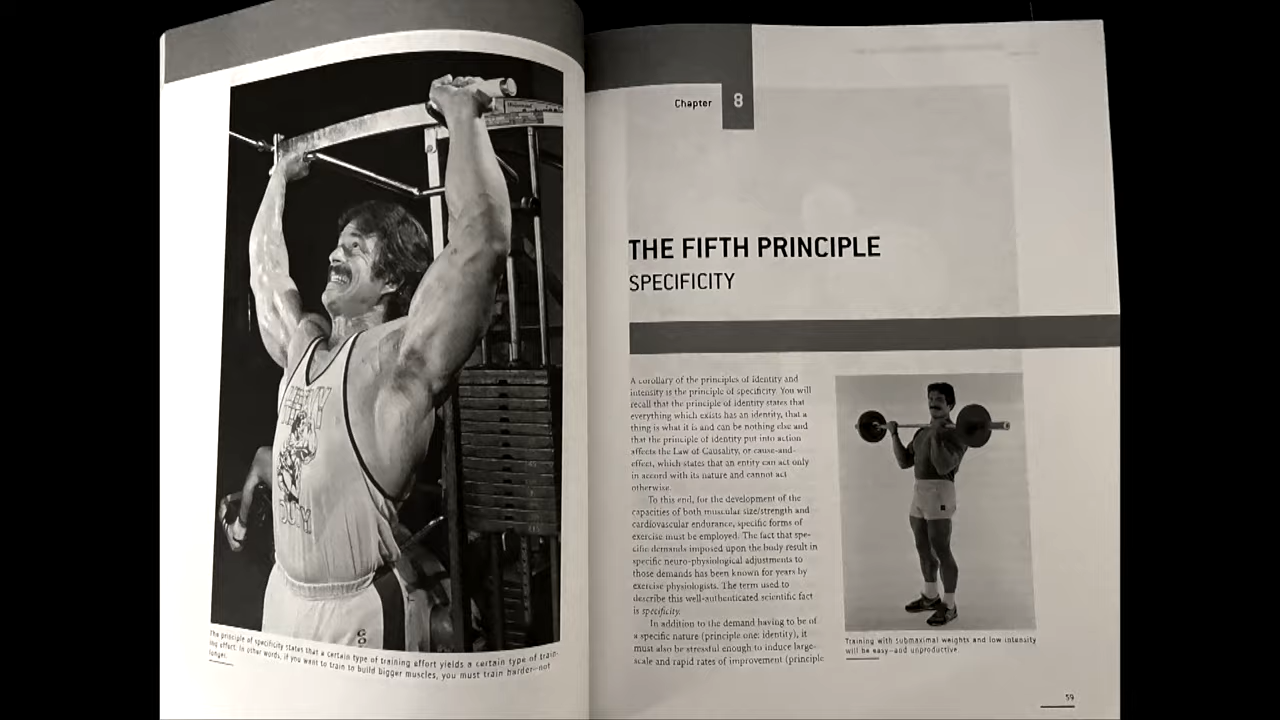 HEAVY
DUTY
The principle of specificity states that a certain type of training effort yields a certain type of train-
ing effort. In other words, if you want to train to build bigger muscles, you must train harder—not
longer.
Chapter 8
THE FIFTH PRINCIPLE
SPECIFICITY
A corollary of the principles of identity and
intensity is the principle of specificity. You will
recall that the principle of identity states that
everything which exists has an identity, that a
thing is what it is and can be nothing else and
that the principle of identity put into action
affects the Law of Causality, or cause-and-
effect, which states that an entity can act only
in accord with its nature and cannot act
otherwise.
To this end, for the development of the
capacities of both muscular size/strength and
cardiovascular endurance, specific forms of
exercise must be employed. The fact that spe-
cific demands imposed upon the body result in
specific neuro-physiological adjustments to
those demands has been known for years by
exercise physiologists. The term used to
describe this well-authenticated scientific fact
is specificity.
In addition to the demand having to be of
a specific nature (principle one: identity), it
must also be stressful enough to induce large-
scale and rapid rates of improvement (principle
Training with submaximal weights and low intensity
will be easy—and unproductive.
59